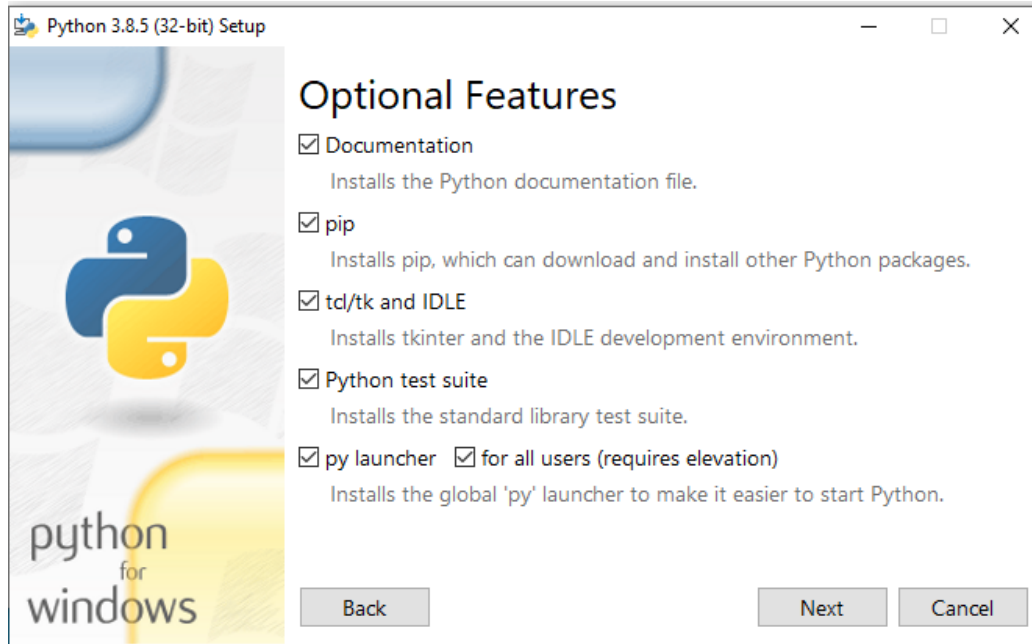 Python 3.8.5 (32-bit) Setup
Optional Features
Documentation
Installs the Python documentation file.
pip
Installs pip, which can download and install other Python packages.
tcl/tk and IDLE
Installs tkinter and the IDLE development environment.
Python test suite
Installs the standard library test suite.
py launcher for all users (requires elevation)
Installs the global 'py' launcher to make it easier to start Python.
python
for
windows
Back Next Cancel